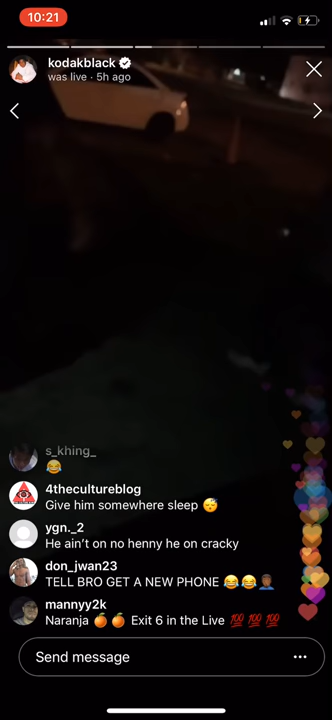 10:21
kodakblack
was live · 5h ago
s_khing_
😂
4thecultureblog
Give him somewhere sleep 😴
ygn._2
He ain't on no henny he on cracky
don_jwan23
TELL BRO GET A NEW PHONE 😂😂🤦🏾‍♂️
mannyy2k
Naranja 🍊🍊 Exit 6 in the Live 💯💯💯
Send message